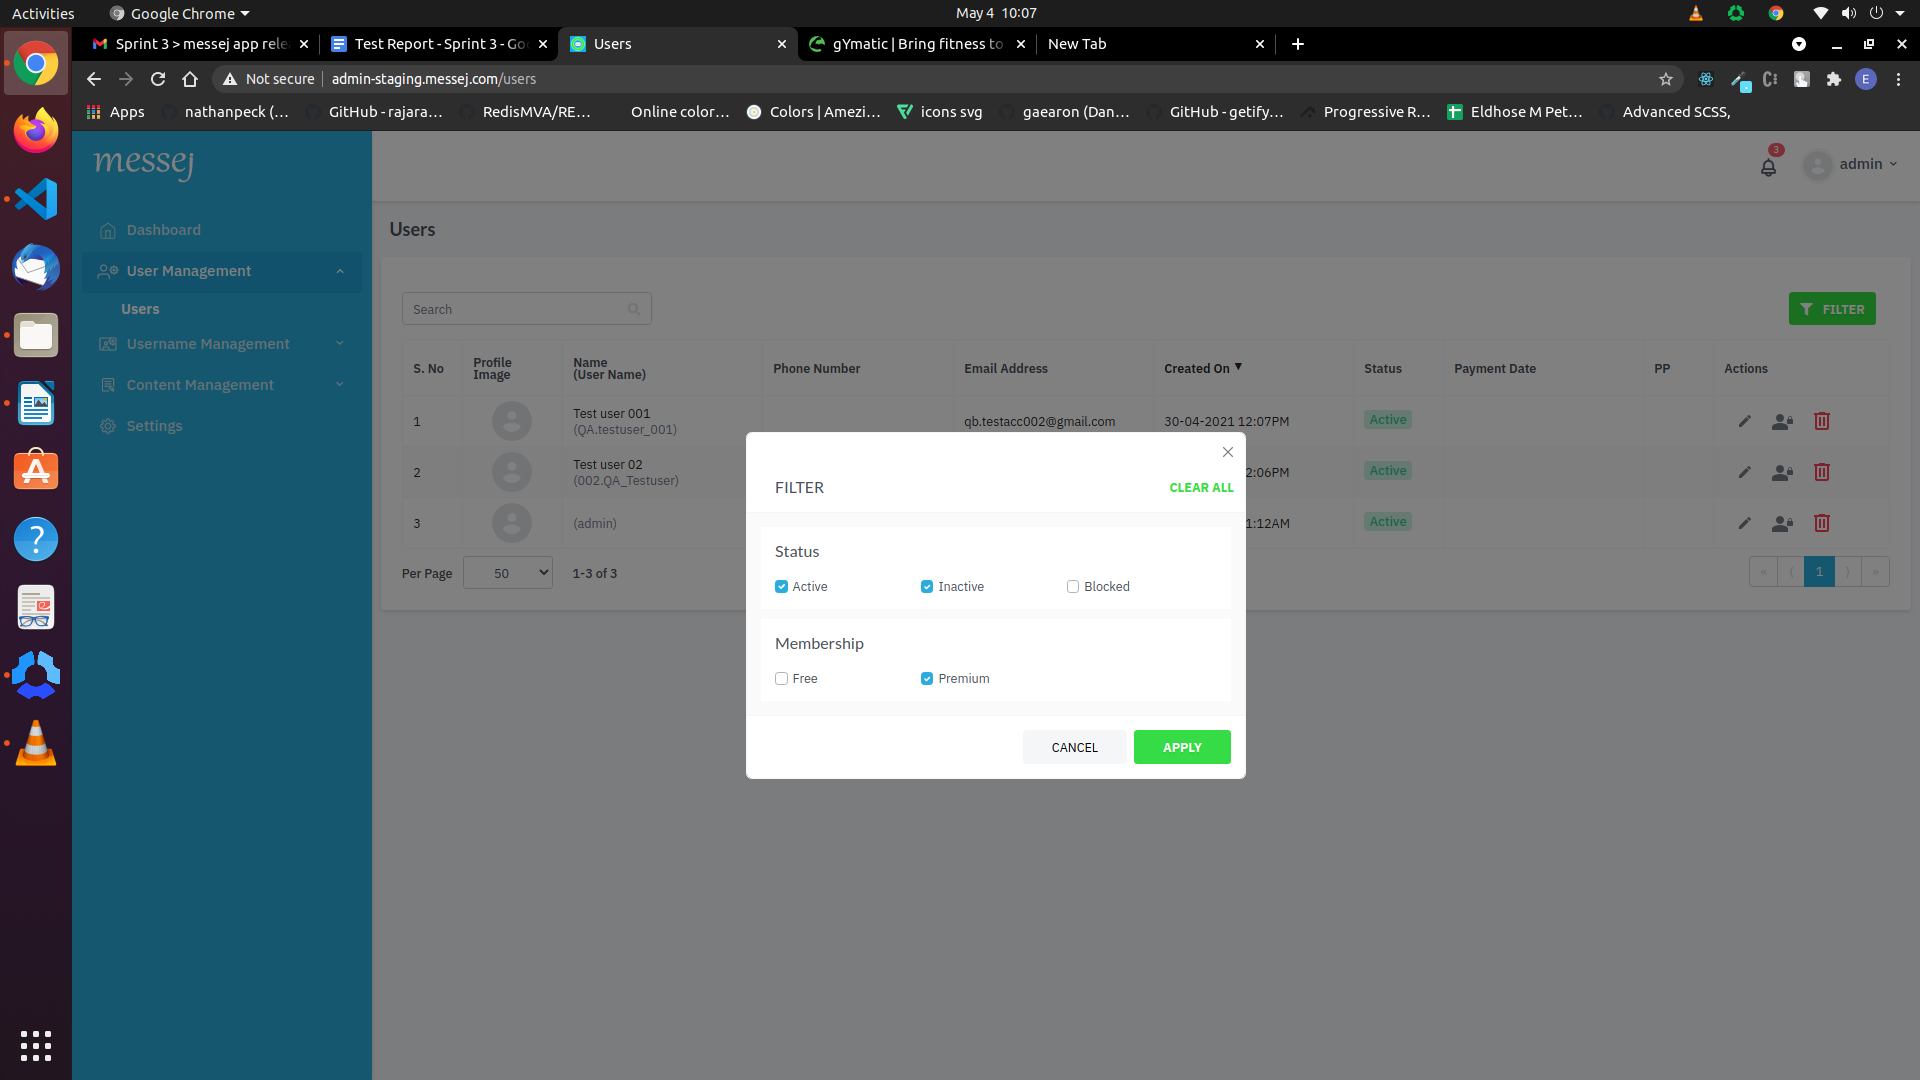 Activities
Google Chrome
May 4 10:07
Sprint 3 > messej app rele
Test Report - Sprint 3 - Go
Users
gYmatic | Bring fitness to
New Tab
Not secure
admin-staging.messej.com/users
E
Apps
nathanpeck (...
GitHub - rajara...
RedisMVA/RE...
Online color...
Colors | Amezi...
icons svg
gaearon (Dan...
GitHub - getify...
Progressive R...
Eldhose M Pet...
Advanced SCSS,
messej
3
admin
Dashboard
User Management
Users
Username Management
Content Management
Settings
Users
Search
FILTER
S. No
Profile
Image
Name
(User Name)
Phone Number
Email Address
Created On
Status
Payment Date
PP
Actions
1
Test user 001
(QA.testuser_001)
qb.testacc002@gmail.com
30-04-2021 12:07PM
Active
2
Test user 02
(002.QA_Testuser)
2:06PM
Active
3
(admin)
1:12AM
Active
Per Page
50
1-3 of 3
«
⟨
1
⟩
»
FILTER
CLEAR ALL
Status
Active
Inactive
Blocked
Membership
Free
Premium
CANCEL
APPLY